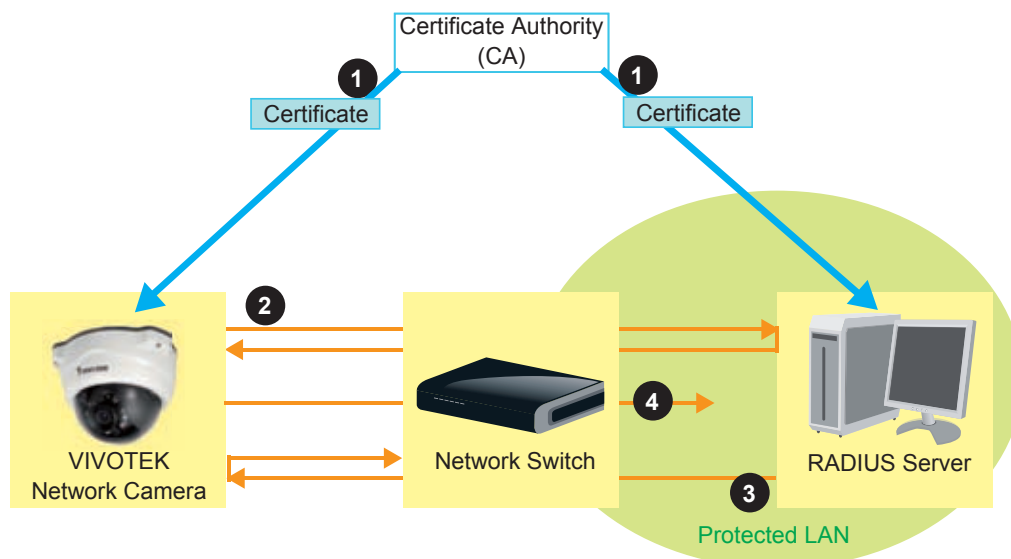 Certificate Authority
(CA)
1
1
Certificate
Certificate
2
4
VIVOTEK
Network Camera
Network Switch
RADIUS Server
3
Protected LAN